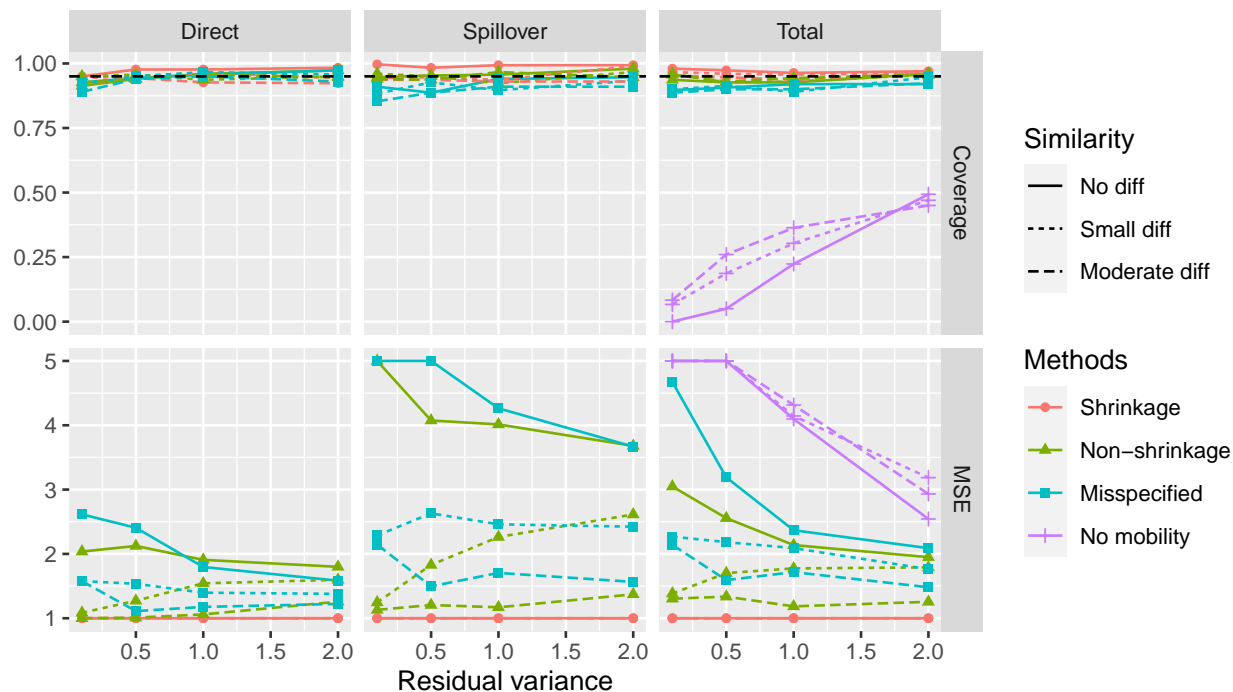 Direct
Spillover
Total
1.00
0.75
0.50
0.25
0.00
Coverage
5
4
3
2
1
MSE
0.5 1.0 1.5 2.0
0.5 1.0 1.5 2.0
0.5 1.0 1.5 2.0
Residual variance
Similarity
No diff
Small diff
Moderate diff
Methods
Shrinkage
Non−shrinkage
Misspecified
No mobility